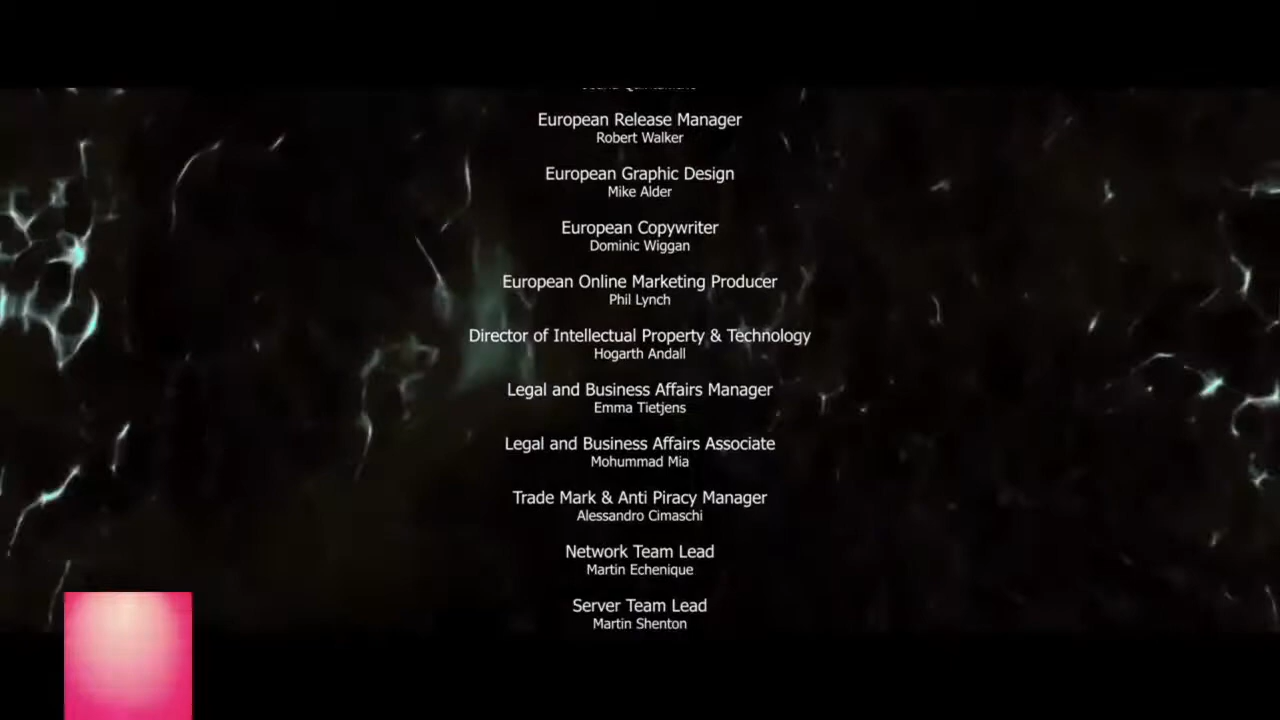 European Release Manager
Robert Walker
European Graphic Design
Mike Alder
European Copywriter
Dominic Wiggan
European Online Marketing Producer
Phil Lynch
Director of Intellectual Property & Technology
Hogarth Andall
Legal and Business Affairs Manager
Emma Tietjens
Legal and Business Affairs Associate
Mohummad Mia
Trade Mark & Anti Piracy Manager
Alessandro Cimaschi
Network Team Lead
Martin Echenique
Server Team Lead
Martin Shenton